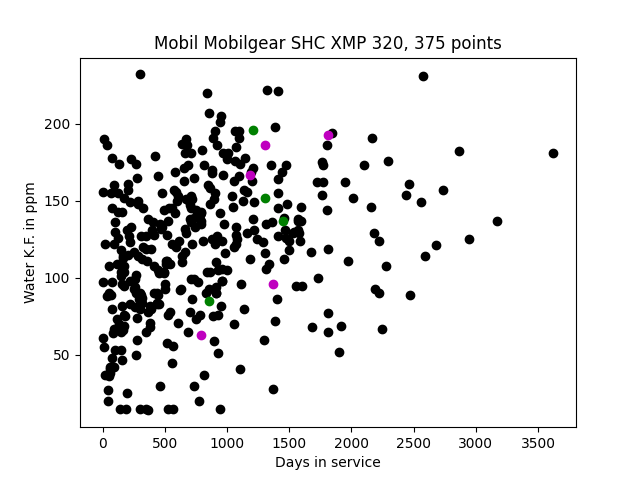 Mobil Mobilgear SHC XMP 320, 375 points
200
150
100
50
Water K.F. in ppm
0 500 1000 1500 2000 2500 3000 3500
Days in service